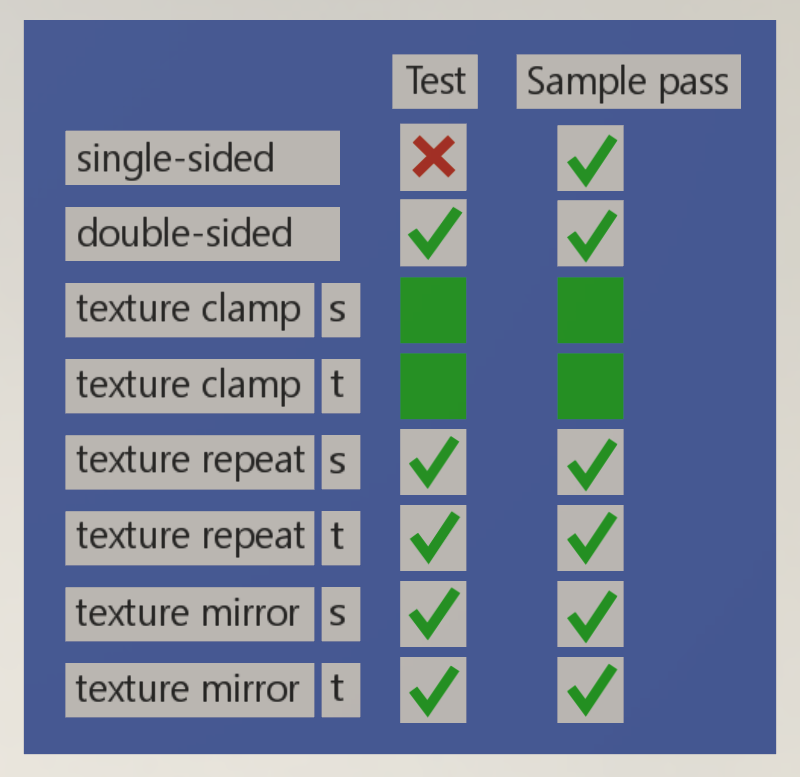 Test Sample pass
single-sided
double-sided
texture clamp s
texture clamp t
texture repeat s
texture repeat t
texture mirror s
texture mirror t